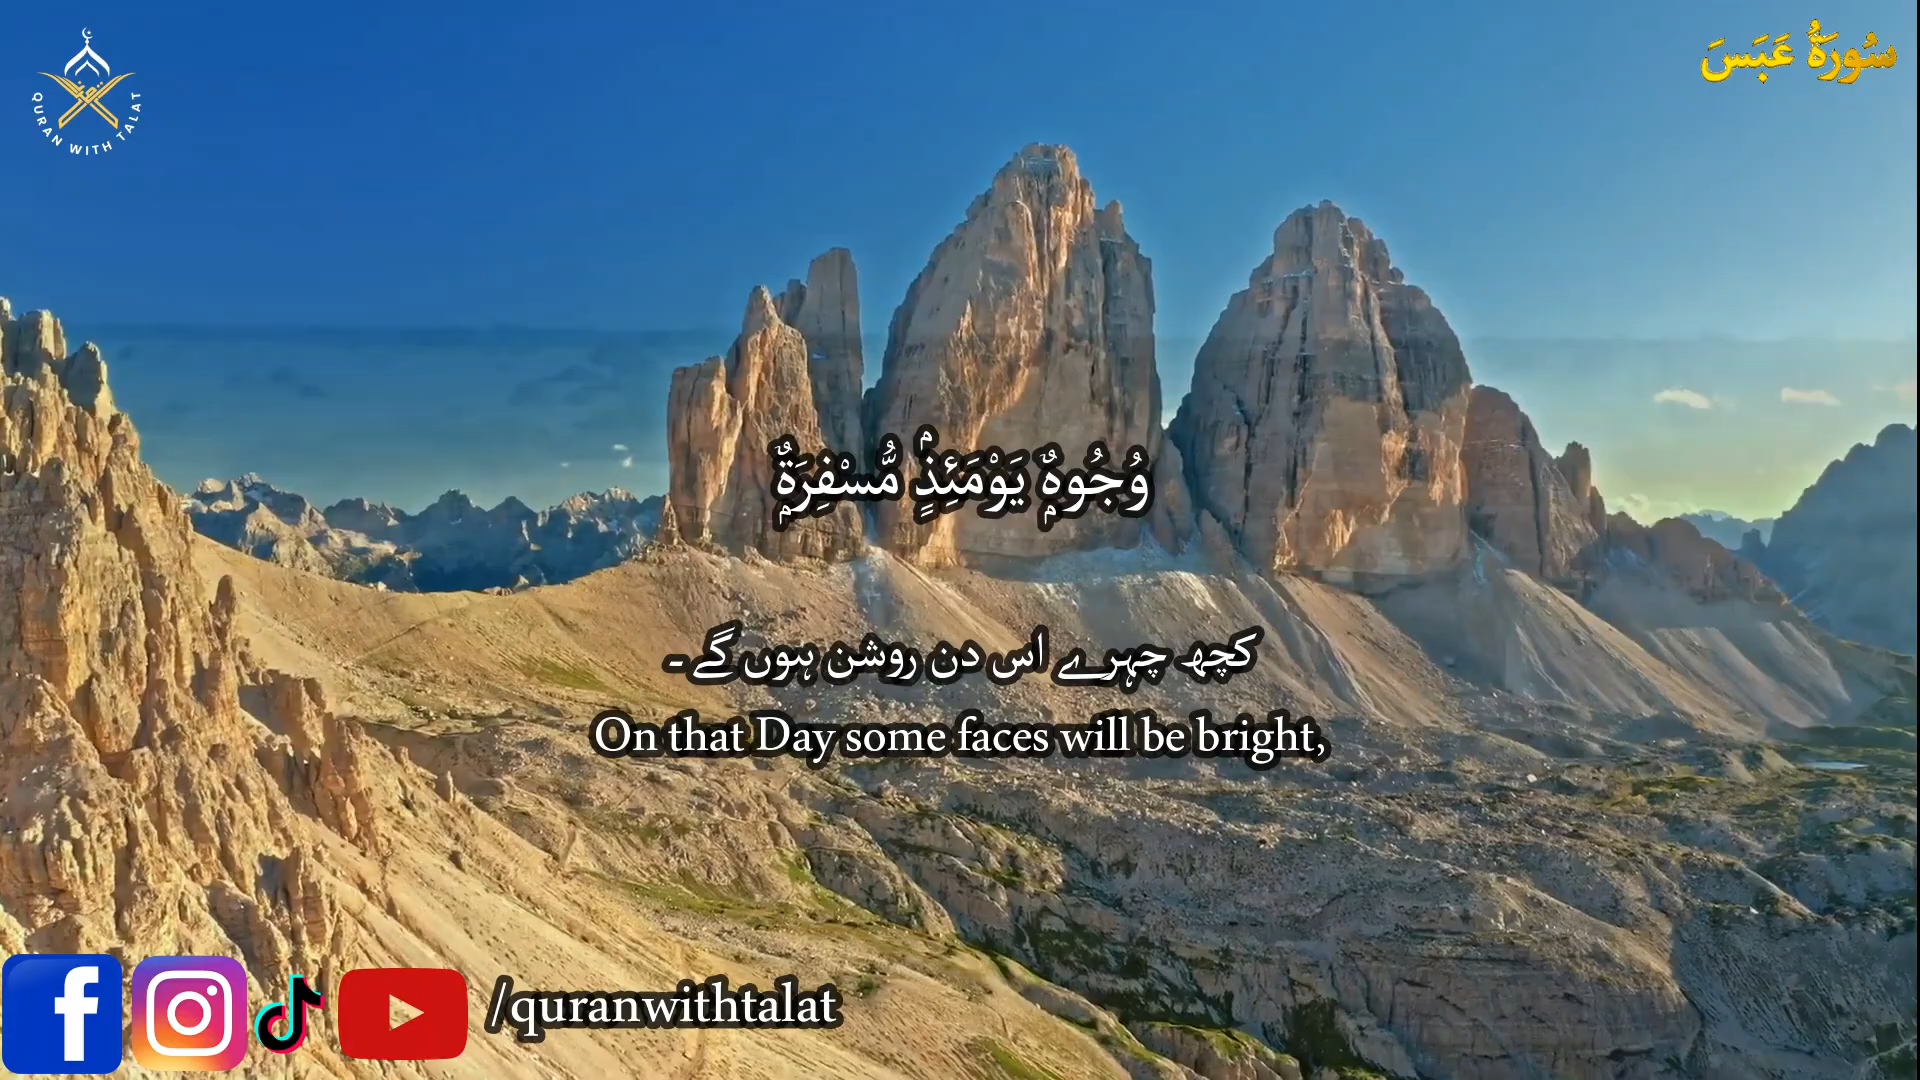 QURAN WITH TALAT
سُورَةُ عَبَسَ
وُجُوهٌ يَوْمَئِذٍ مُّسْفِرَةٌ
کچھ چہرے اس دن روشن ہوں گے۔
On that Day some faces will be bright,
/quranwithtalat